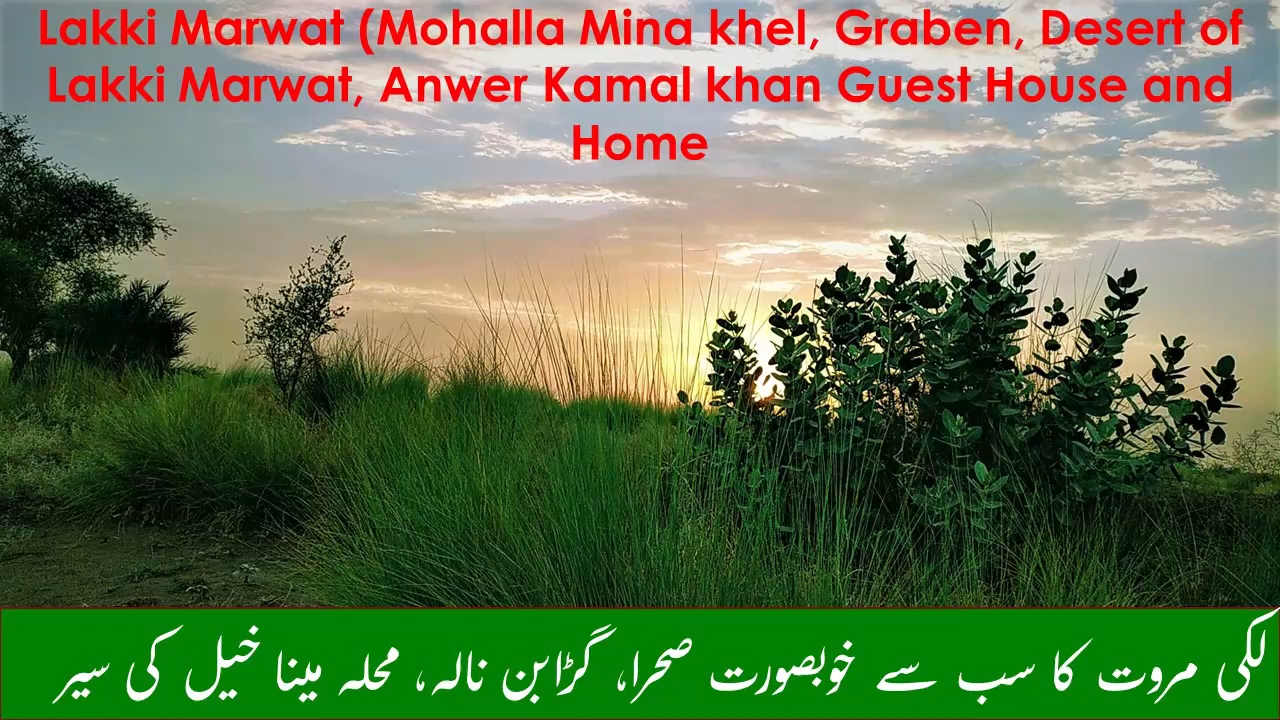 Lakki Marwat (Mohalla Mina khel, Graben, Desert of
Lakki Marwat, Anwer Kamal khan Guest House and
Home
لکی مروت کا سب سے خوبصورت صحرا، گڑابن نالہ، محلہ مینا خیل کی سیر